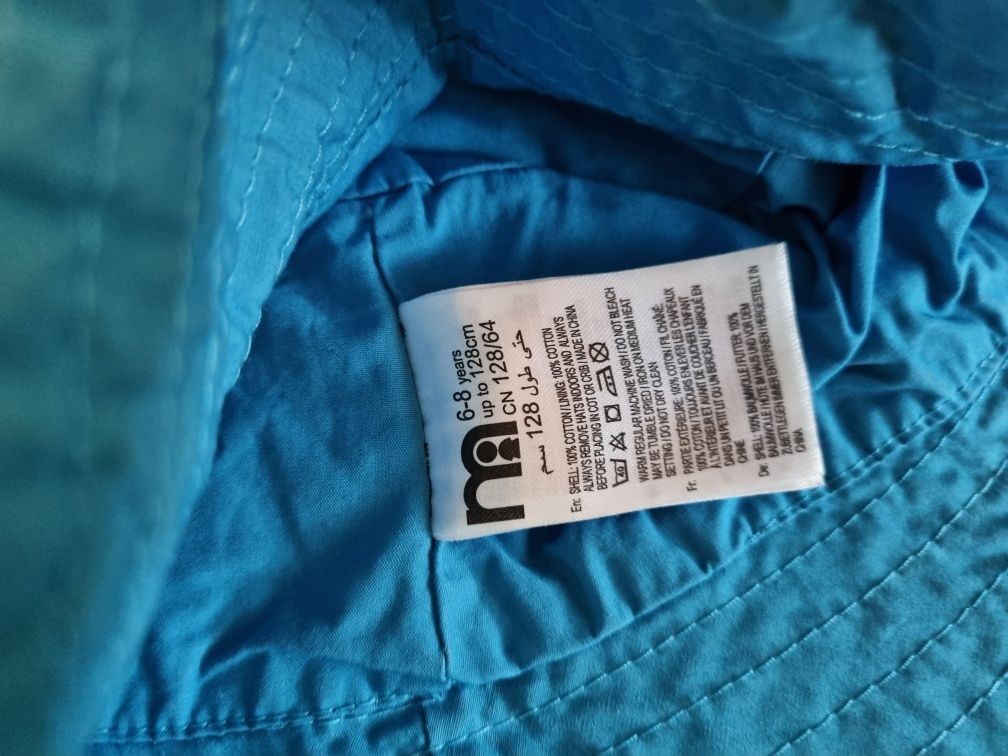 6-8 years
up to 128cm
CN 128/64
حتى طول 128 سم
En: SHELL: 100% COTTON / LINING: 100% COTTON
ALWAYS REMOVE HATS INDOORS AND ALWAYS
BEFORE PLACING IN COT OR CRIB / MADE IN CHINA
40
WARM REGULAR MACHINE WASH / DO NOT BLEACH
MAY BE TUMBLE DRIED / IRON ON MEDIUM HEAT
SETTING / DO NOT DRY CLEAN
Fr: PARTIE EXTÉRIEURE: 100% COTON PIL, CHAÎNE
100% COTON / TOUJOURS ENLEVER LES CHAPEAUX
À L'INTÉRIEUR ET AVANT DE COUCHER L'ENFANT
DANS UN PETIT LIT OU UN BERCEAU / FABRIQUÉ EN
CHINE
De: SHELL: 100% BAUMWOLLE FUTTER: 100%
BAUMWOLLE / HÜTE IM HAUS UND VOR DEM
ZUBETTLEGEN IMMER ENTFERNEN / HERGESTELLT IN
CHINA